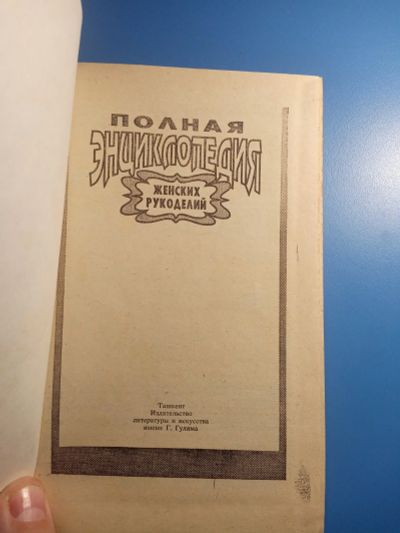 ПОЛНАЯ
ЭНЦИКЛОПЕДИЯ
ЖЕНСКИХ
РУКОДЕЛИЙ
Ташкент
Издательство
литературы и искусства
имени Г. Гуляма